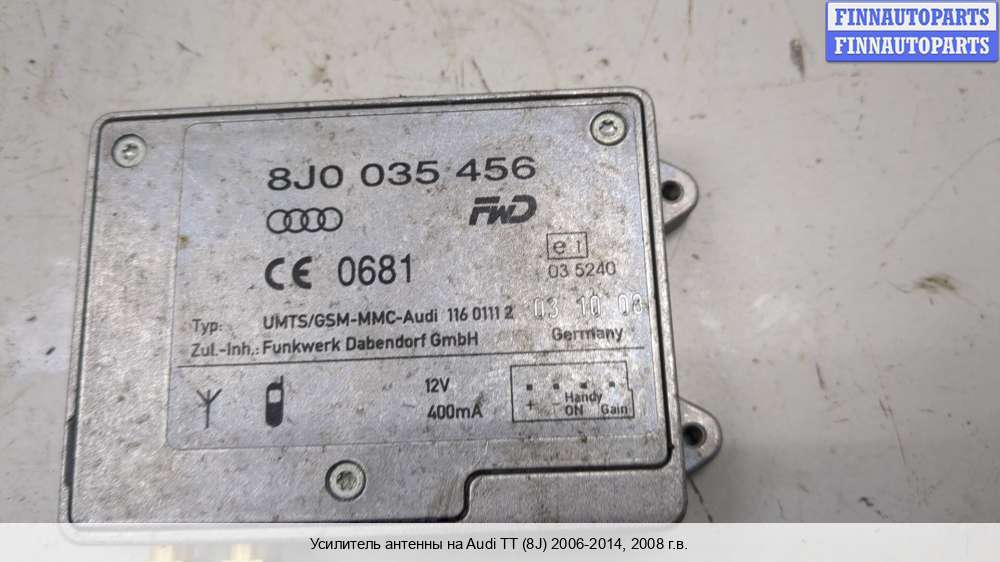 FINNAUTOPARTS
FINNAUTOPARTS
8J0 035 456
FWD
CE 0681
e 1
03 5240
Typ: UMTS/GSM-MMC-Audi 116 0111 2 03 10 08
Zul.-Inh.: Funkwerk Dabendorf GmbH Germany
12V
400mA
+ - Handy ON Gain
Усилитель антенны на Audi TT (8J) 2006-2014, 2008 г.в.